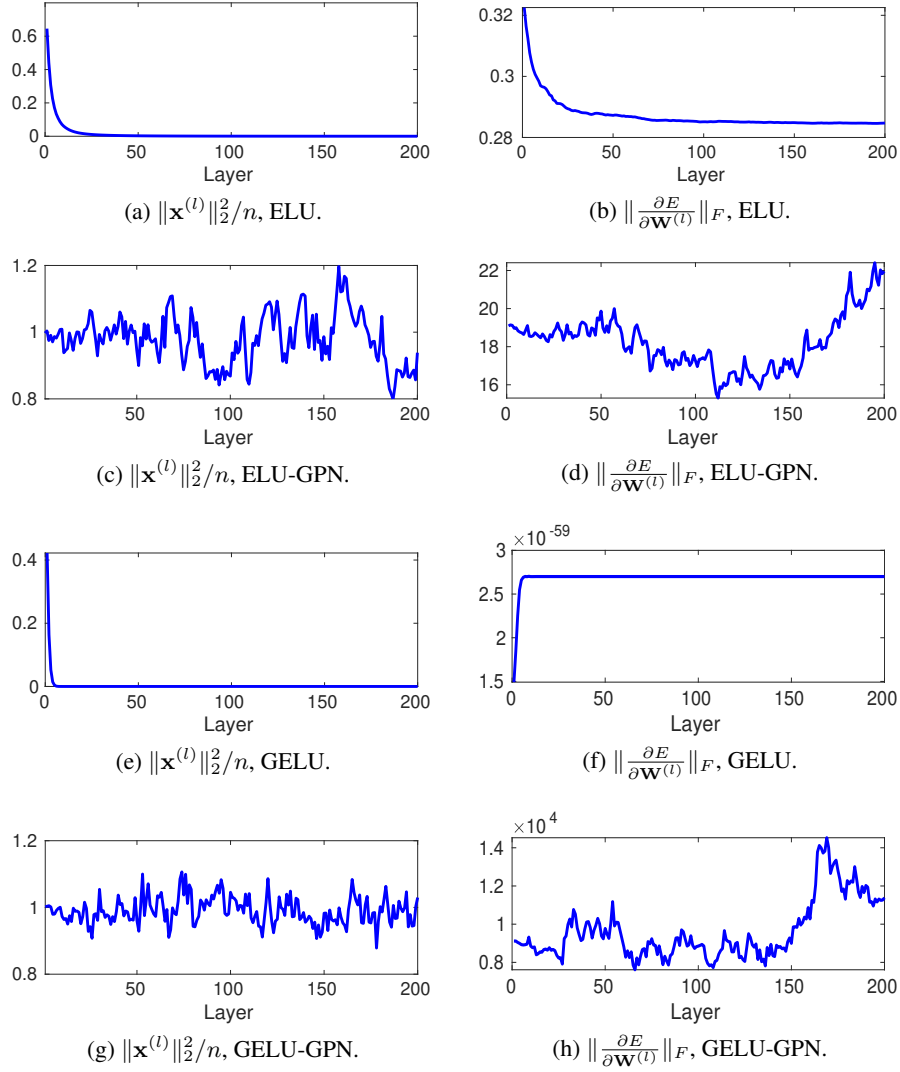 0.6
0.4
0.2
0
0 50 100 150 200
Layer
(a) ‖x^(l)‖₂²/n, ELU.
0.32
0.3
0.28
0 50 100 150 200
Layer
(b) ‖∂E/∂W^(l)‖_F, ELU.
1.2
1
0.8
50 100 150 200
Layer
(c) ‖x^(l)‖₂²/n, ELU-GPN.
22
20
18
16
0 50 100 150 200
Layer
(d) ‖∂E/∂W^(l)‖_F, ELU-GPN.
0.4
0.2
0
0 50 100 150 200
Layer
(e) ‖x^(l)‖₂²/n, GELU.
×10^-59
3
2.5
2
1.5
0 50 100 150 200
Layer
(f) ‖∂E/∂W^(l)‖_F, GELU.
1.2
1
0.8
50 100 150 200
Layer
(g) ‖x^(l)‖₂²/n, GELU-GPN.
×10^4
1.4
1.2
1
0.8
0 50 100 150 200
Layer
(h) ‖∂E/∂W^(l)‖_F, GELU-GPN.